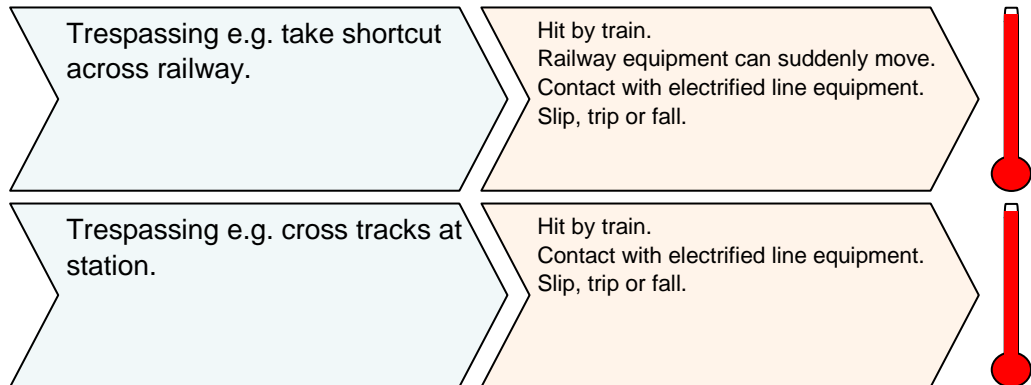 Trespassing e.g. take shortcut
across railway.
Hit by train.
Railway equipment can suddenly move.
Contact with electrified line equipment.
Slip, trip or fall.
Trespassing e.g. cross tracks at
station.
Hit by train.
Contact with electrified line equipment.
Slip, trip or fall.